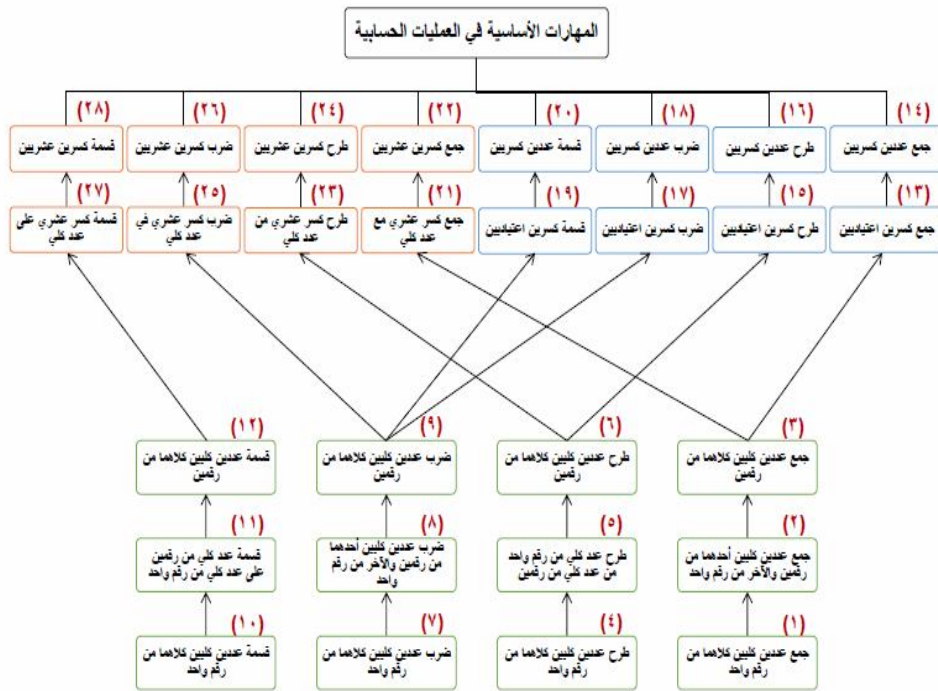 المهارات الأساسية في العمليات الحسابية
(١٤)
(١٦)
(١٨)
(٢٠)
(٢٢)
(٢٤)
(٢٦)
(٢٨)
جمع عددين كسريين
طرح عددين كسريين
ضرب عددين كسريين
قسمة عددين كسريين
جمع كسرين عشريين
طرح كسرين عشريين
ضرب كسرين عشريين
قسمة كسرين عشريين
(١٣)
(١٥)
(١٧)
(١٩)
(٢١)
(٢٣)
(٢٥)
(٢٧)
جمع كسرين اعتياديين
طرح كسرين اعتياديين
ضرب كسرين اعتياديين
قسمة كسرين اعتياديين
جمع كسر عشري مع
عدد كلي
طرح كسر عشري من
عدد كلي
ضرب كسر عشري في
عدد كلي
قسمة كسر عشري على
عدد كلي
(٣)
(٦)
(٩)
(١٢)
جمع عددين كليين كلاهما من
رقمين
طرح عددين كليين كلاهما من
رقمين
ضرب عددين كليين كلاهما من
رقمين
قسمة عددين كليين كلاهما من
رقمين
(٢)
(٥)
(٨)
(١١)
جمع عددين كليين أحدهما من
رقمين والآخر من رقم واحد
طرح عدد كلي من رقم واحد
من عدد كلي من رقمين
ضرب عددين كليين أحدهما
من رقمين والآخر من رقم
واحد
قسمة عدد كلي من رقمين
على عدد كلي من رقم واحد
(١)
(٤)
(٧)
(١٠)
جمع عددين كليين كلاهما من
رقم واحد
طرح عددين كليين كلاهما من
رقم واحد
ضرب عددين كليين كلاهما من
رقم واحد
قسمة عددين كليين كلاهما من
رقم واحد